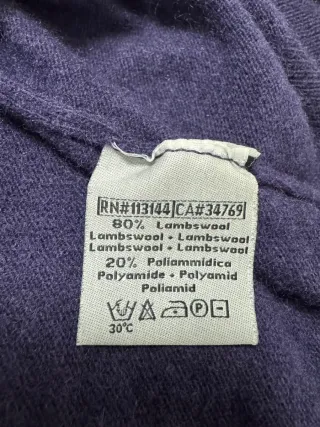 RN#113144 CA#34769
80% Lambswool
Lambswool - Lambswool
Lambswool - Lambswool
20% Poliammidica
Polyamide - Polyamid
Poliamid
P
30°C